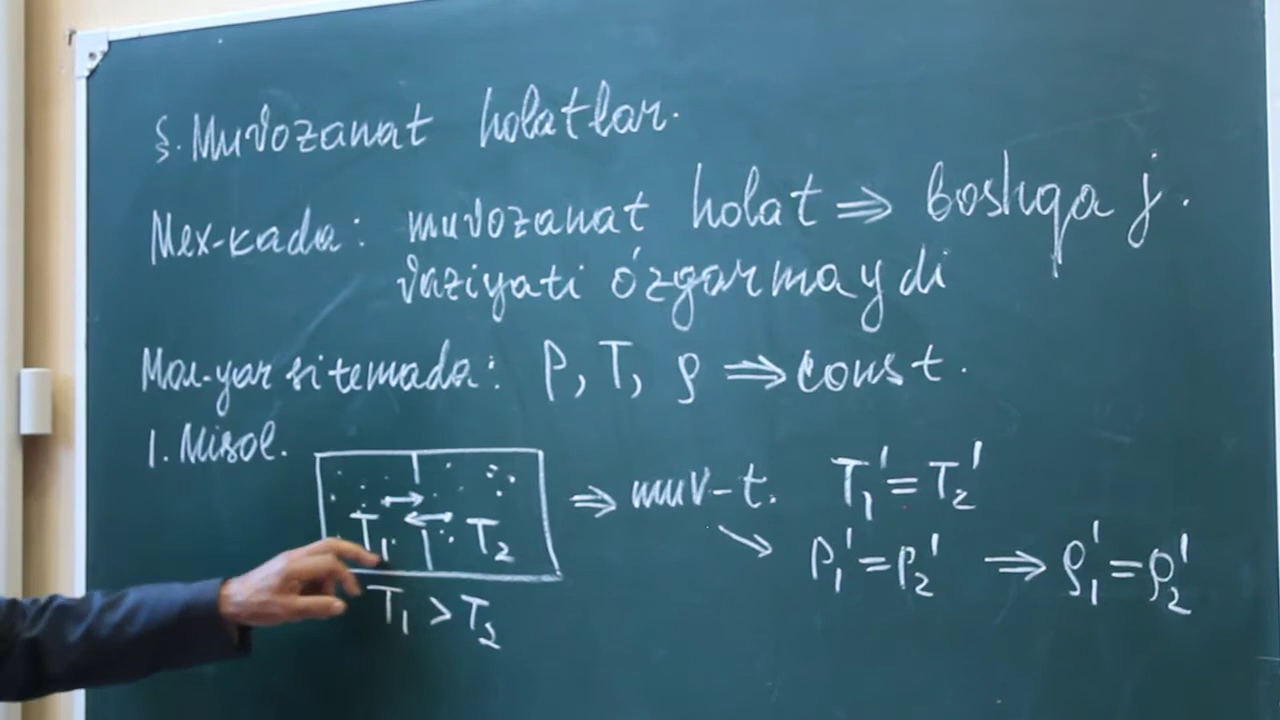 §. Muvozanat holatlar.
Mex-kada: muvozanat holat ⇒ boshqa j.
vaziyati o'zgarmaydi
Mol-yar sitemada: P, T, ρ ⇒ const.
1. Misol.
T₁ T₂
T₁ > T₂
⇒ muv-t. T₁' = T₂'
↘ P₁' = P₂' ⇒ ρ₁' = ρ₂'